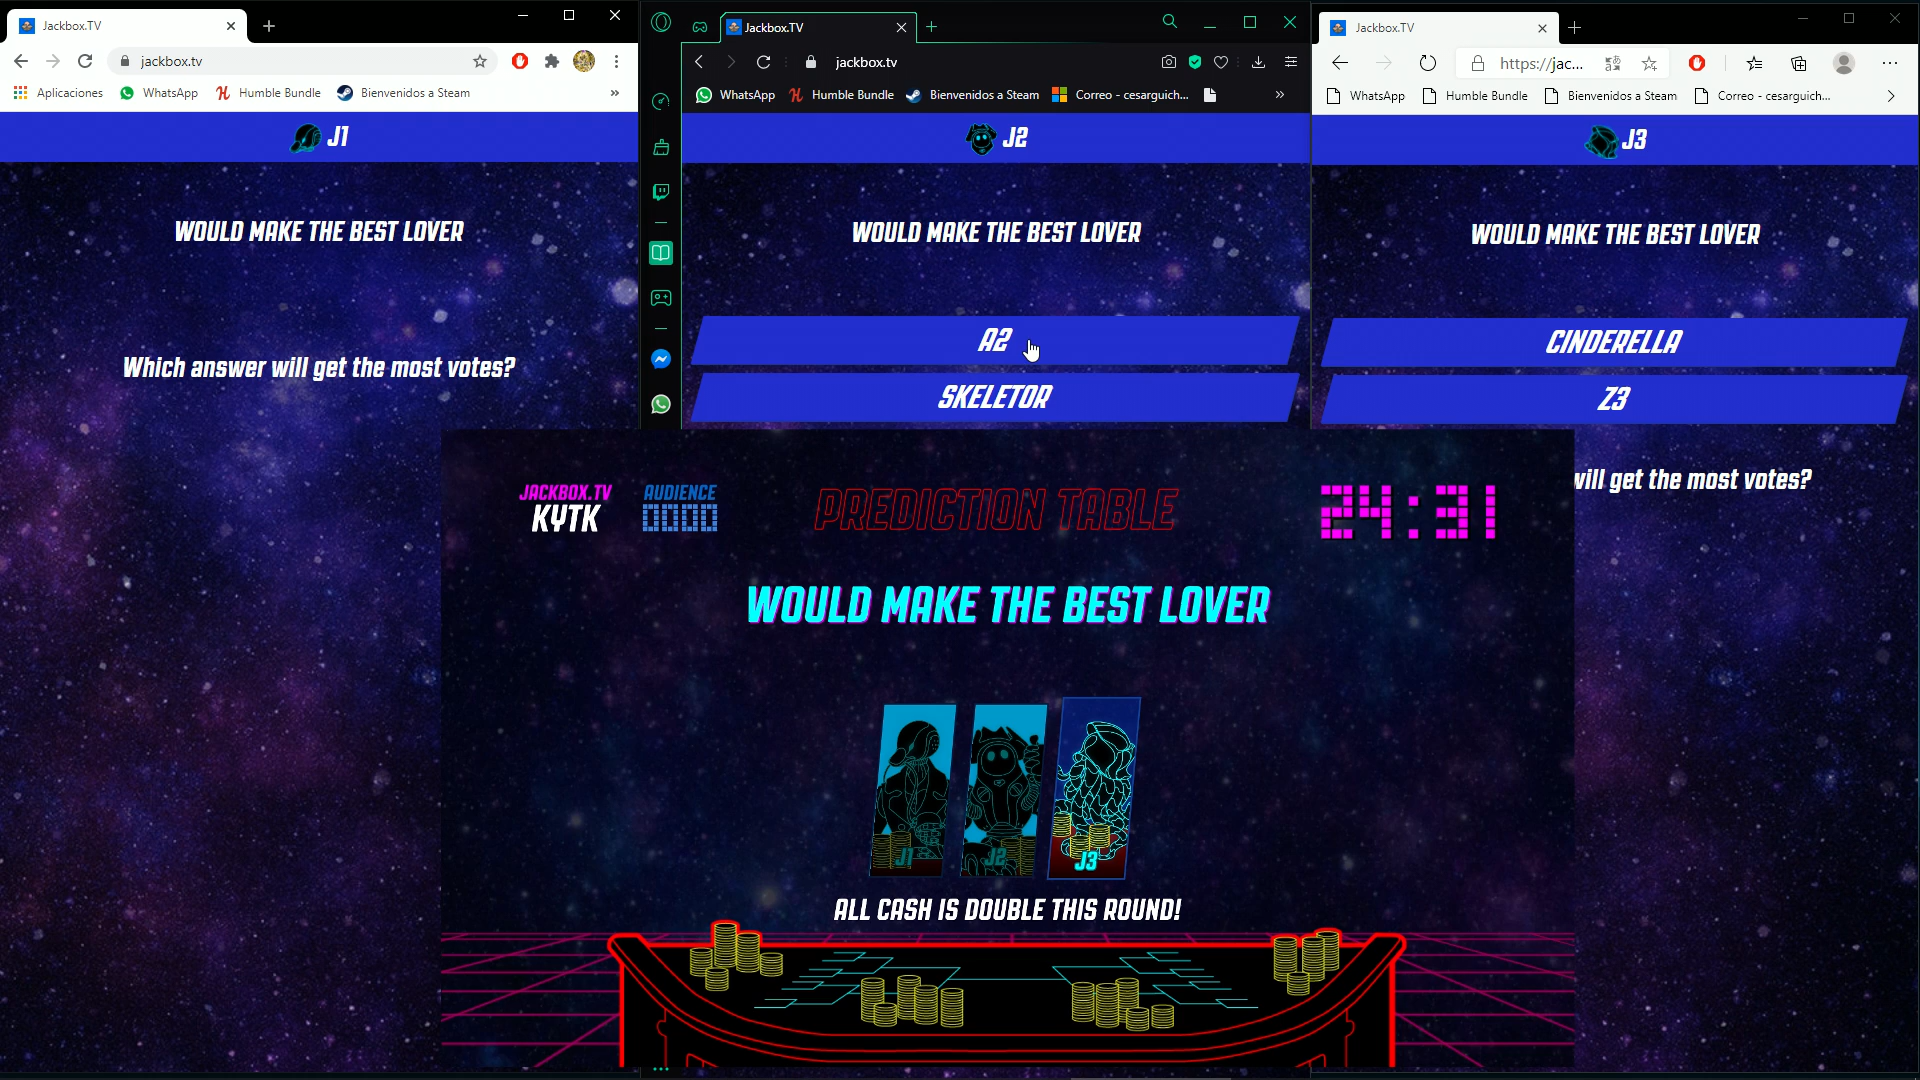 Jackbox.TV
jackbox.tv
Aplicaciones WhatsApp Humble Bundle Bienvenidos a Steam »
J1
WOULD MAKE THE BEST LOVER
Which answer will get the most votes?
Jackbox.TV
jackbox.tv
WhatsApp Humble Bundle Bienvenidos a Steam Correo - cesarguich... »
J2
WOULD MAKE THE BEST LOVER
A2
SKELETOR
Jackbox.TV
https://jac...
WhatsApp Humble Bundle Bienvenidos a Steam Correo - cesarguich...
J3
WOULD MAKE THE BEST LOVER
CINDERELLA
Z3
will get the most votes?
JACKBOX.TV
KYTK
AUDIENCE
0000
PREDICTION TABLE
24:31
WOULD MAKE THE BEST LOVER
J1
J2
J3
ALL CASH IS DOUBLE THIS ROUND!